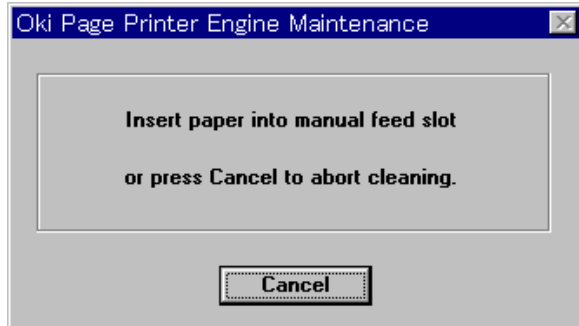 Oki Page Printer Engine Maintenance
Insert paper into manual feed slot
or press Cancel to abort cleaning.
Cancel